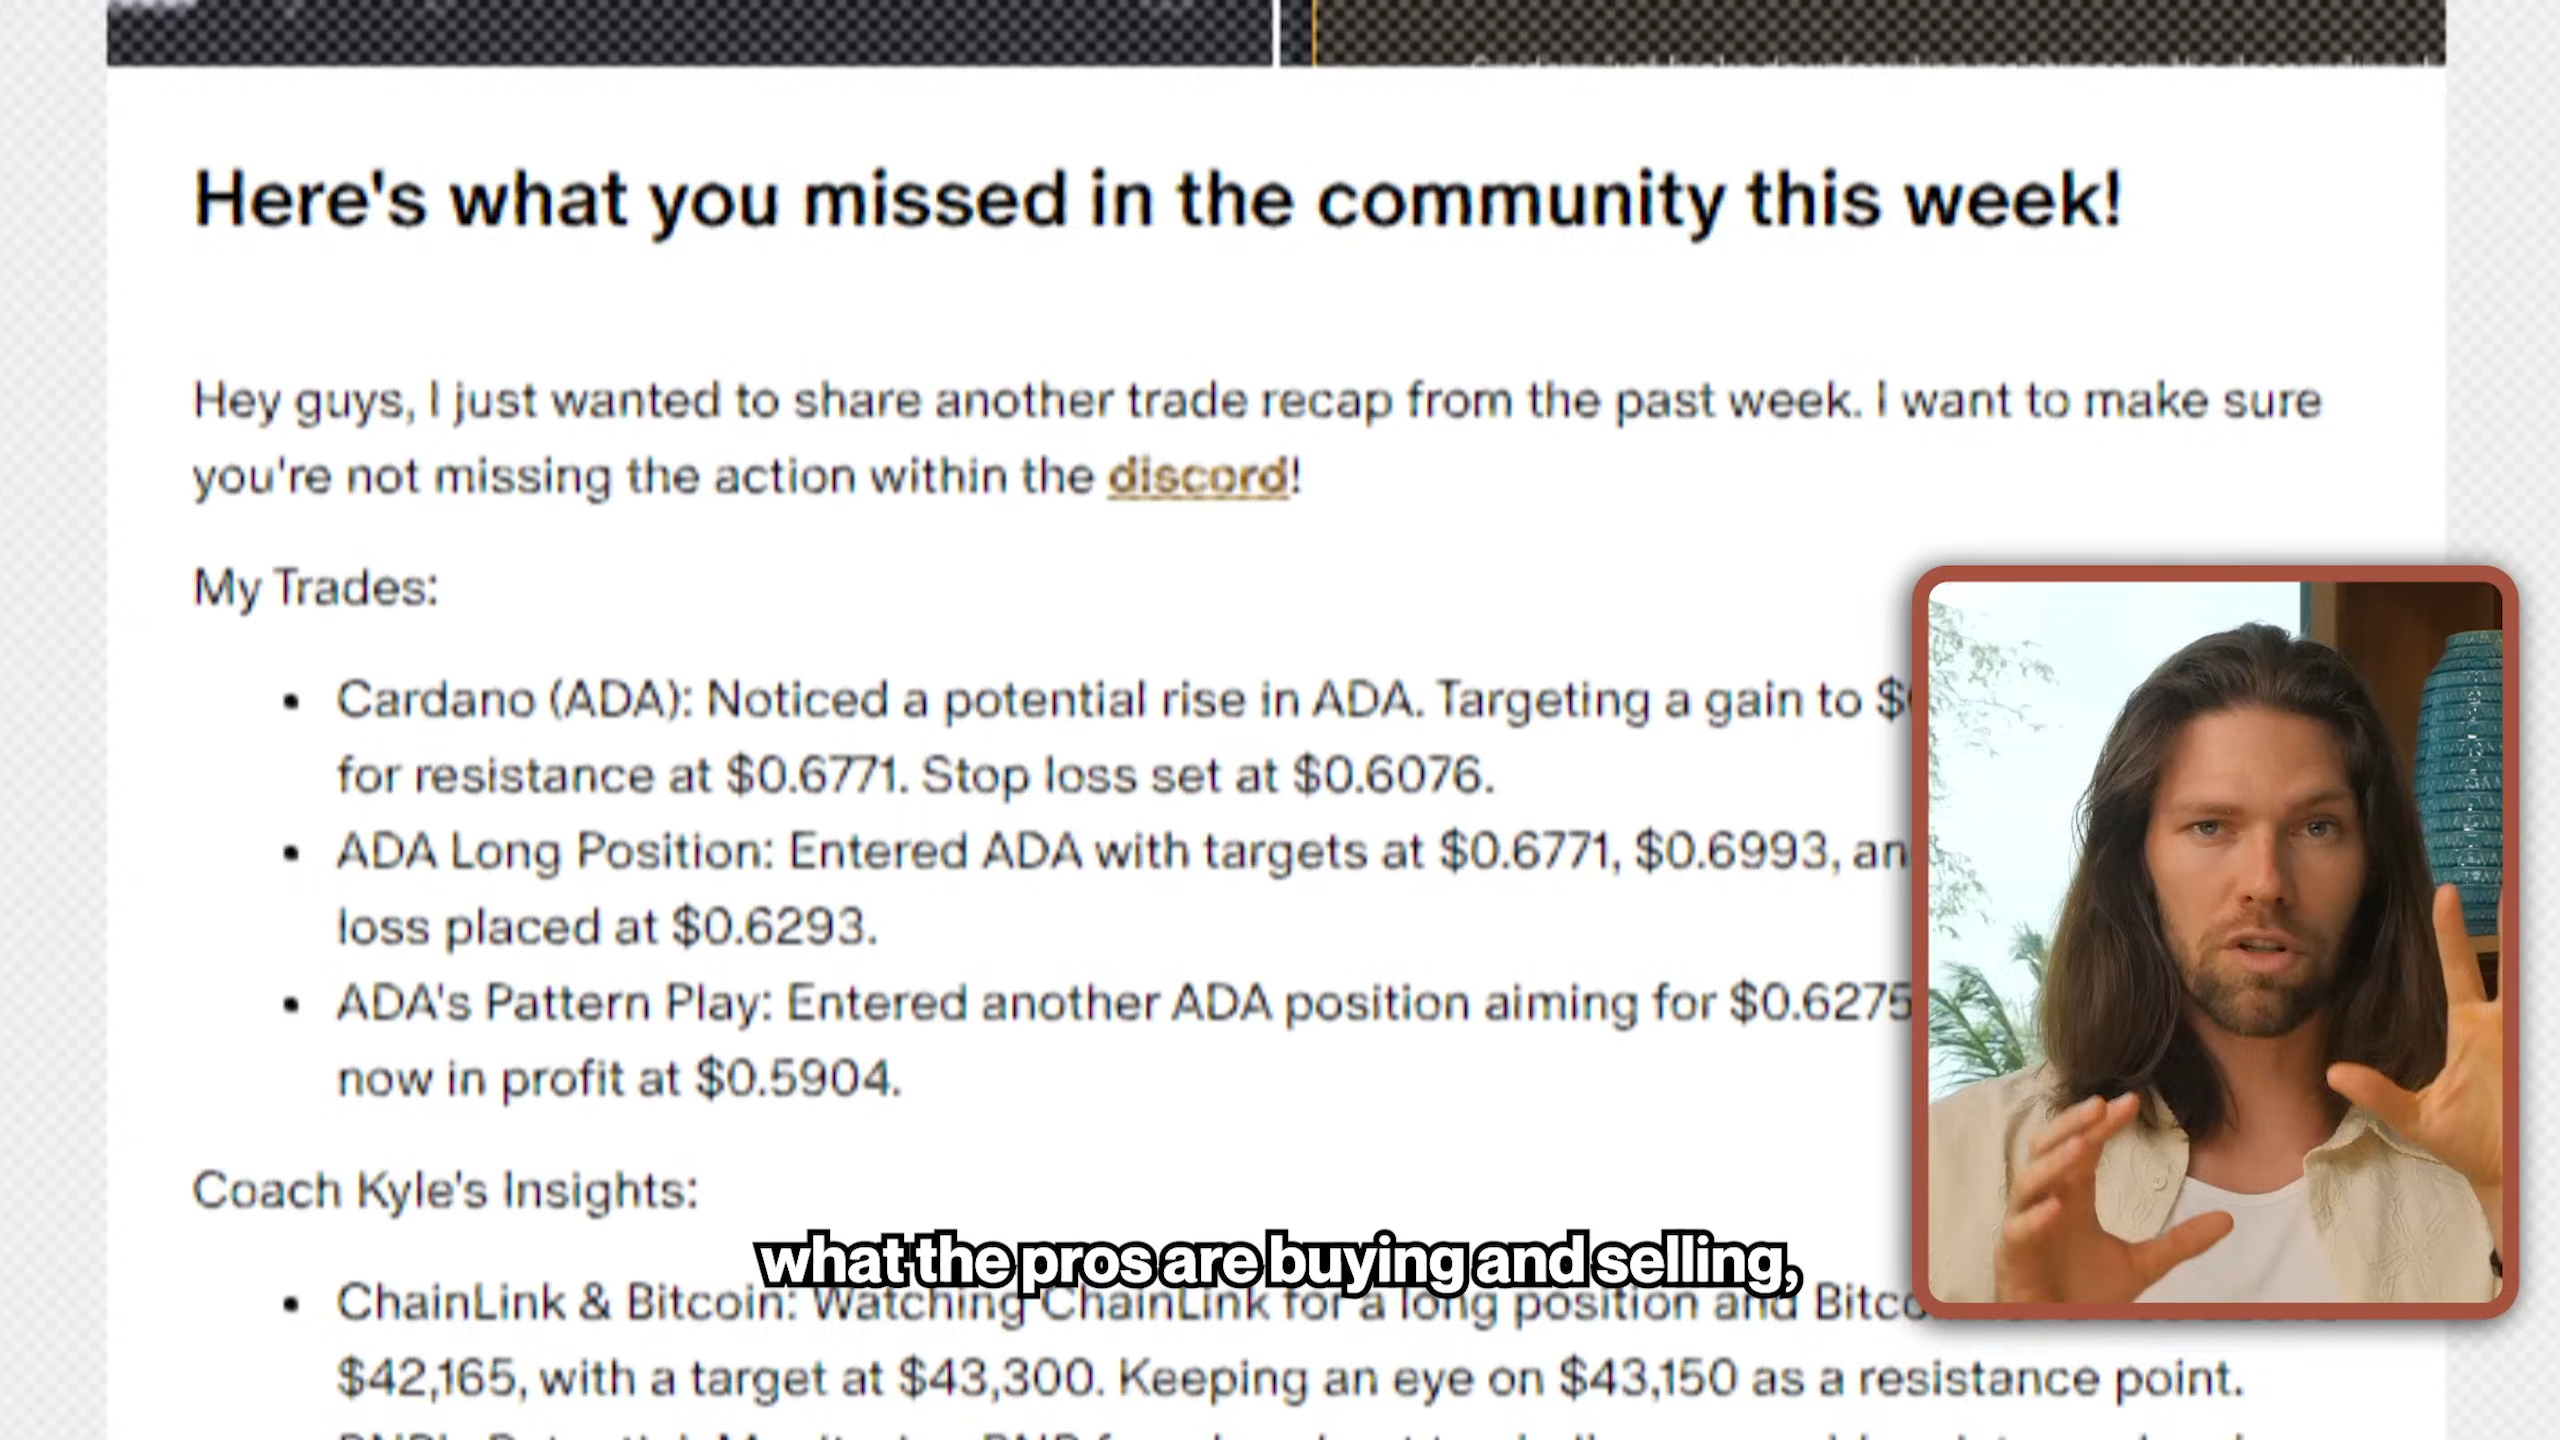 Here's what you missed in the community this week!
Hey guys, I just wanted to share another trade recap from the past week. I want to make sure
you're not missing the action within the discord!
My Trades:
• Cardano (ADA): Noticed a potential rise in ADA. Targeting a gain to
for resistance at $0.6771. Stop loss set at $0.6076.
• ADA Long Position: Entered ADA with targets at $0.6771, $0.6993,
loss placed at $0.6293.
• ADA's Pattern Play: Entered another ADA position aiming for $0.6275
now in profit at $0.5904.
Coach Kyle's Insights:
what the pros are buying and selling,
• ChainLink & Bitcoin: Watching ChainLink for a long position and
$42,165, with a target at $43,300. Keeping an eye on $43,150 as a resistance point.